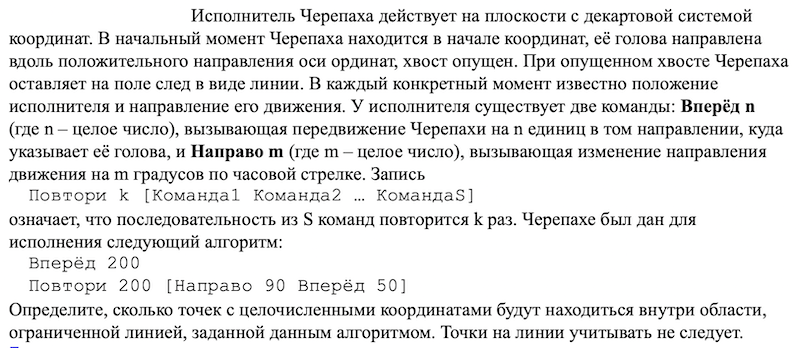 Исполнитель Черепаха действует на плоскости с декартовой системой
координат. В начальный момент Черепаха находится в начале координат, её голова направлена
вдоль положительного направления оси ординат, хвост опущен. При опущенном хвосте Черепаха
оставляет на поле след в виде линии. В каждый конкретный момент известно положение
исполнителя и направление его движения. У исполнителя существует две команды: Вперёд n
(где n – целое число), вызывающая передвижение Черепахи на n единиц в том направлении, куда
указывает её голова, и Направо m (где m – целое число), вызывающая изменение направления
движения на m градусов по часовой стрелке. Запись
Повтори k [Команда1 Команда2 … КомандаS]
означает, что последовательность из S команд повторится k раз. Черепахе был дан для
исполнения следующий алгоритм:
Вперёд 200
Повтори 200 [Направо 90 Вперёд 50]
Определите, сколько точек с целочисленными координатами будут находиться внутри области,
ограниченной линией, заданной данным алгоритмом. Точки на линии учитывать не следует.